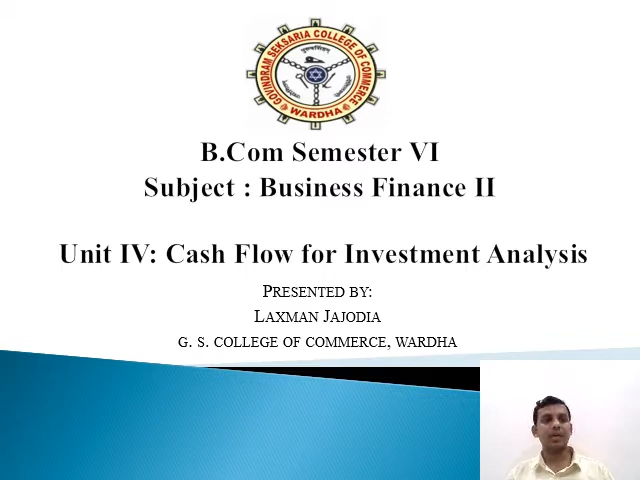 GOVINDRAM SEKSARIA COLLEGE OF COMMERCE
WARDHA
B.Com Semester VI
Subject : Business Finance II
Unit IV: Cash Flow for Investment Analysis
PRESENTED BY:
LAXMAN JAJODIA
G. S. COLLEGE OF COMMERCE, WARDHA